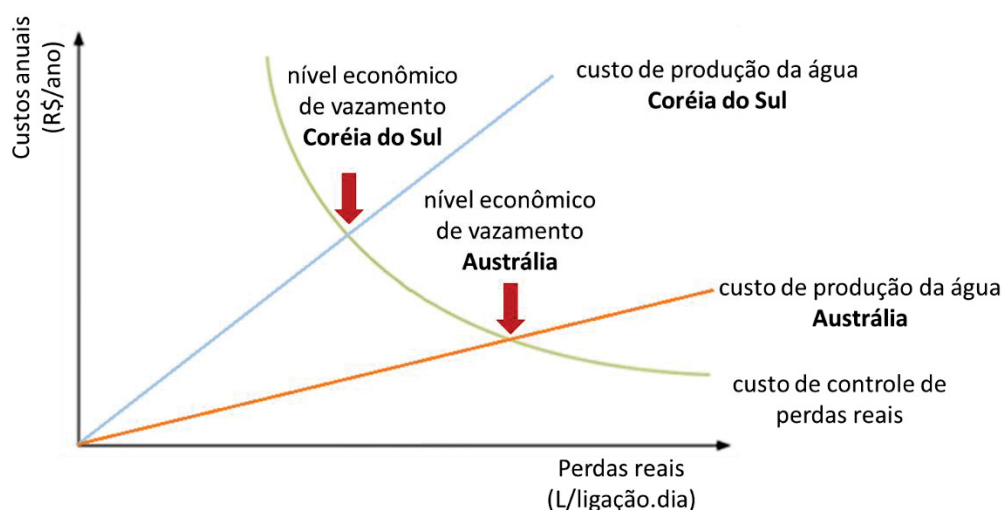 Custos anuais
(R$/ano)
nível econômico
de vazamento
Coréia do Sul
custo de produção da água
Coréia do Sul
nível econômico
de vazamento
Austrália
custo de produção da água
Austrália
custo de controle de
perdas reais
Perdas reais
(L/ligação.dia)